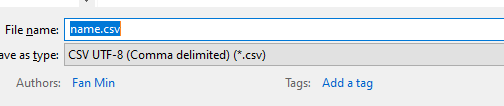 File name: name.csv
ave as type: CSV UTF-8 (Comma delimited) (*.csv)
Authors: Fan Min Tags: Add a tag